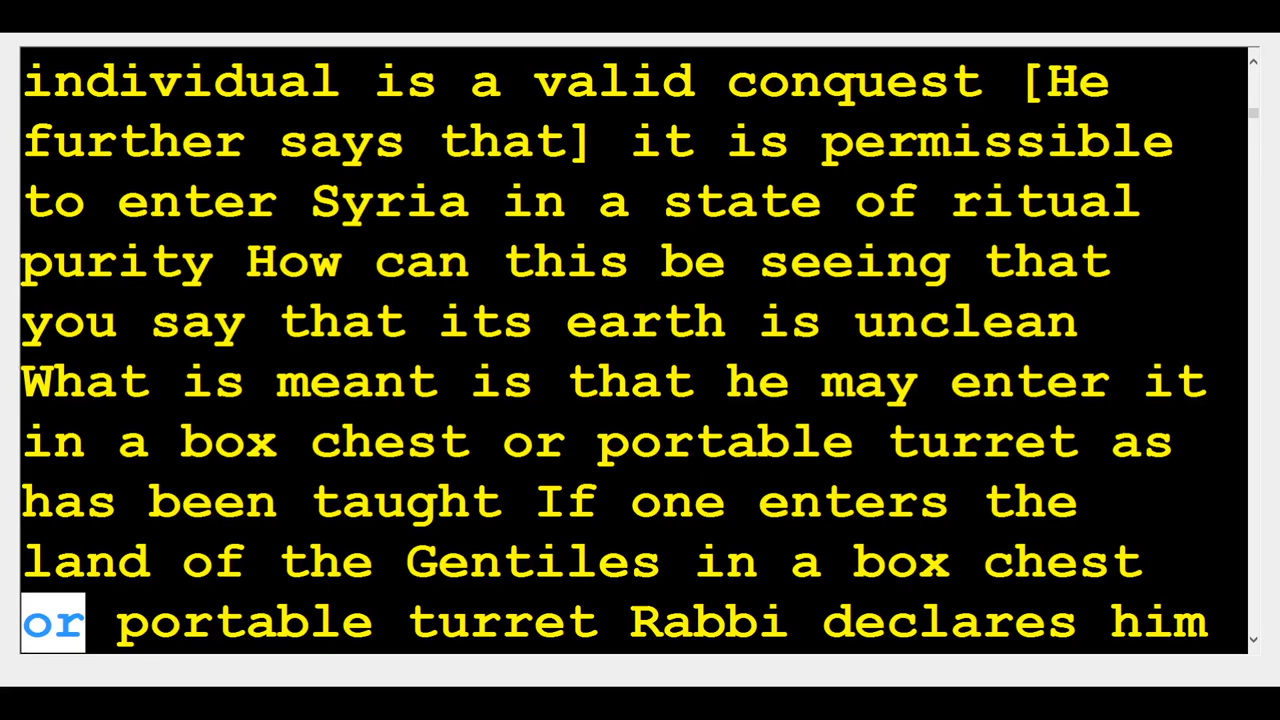 individual is a valid conquest [He
further says that] it is permissible
to enter Syria in a state of ritual
purity How can this be seeing that
you say that its earth is unclean
What is meant is that he may enter it
in a box chest or portable turret as
has been taught If one enters the
land of the Gentiles in a box chest
or portable turret Rabbi declares him